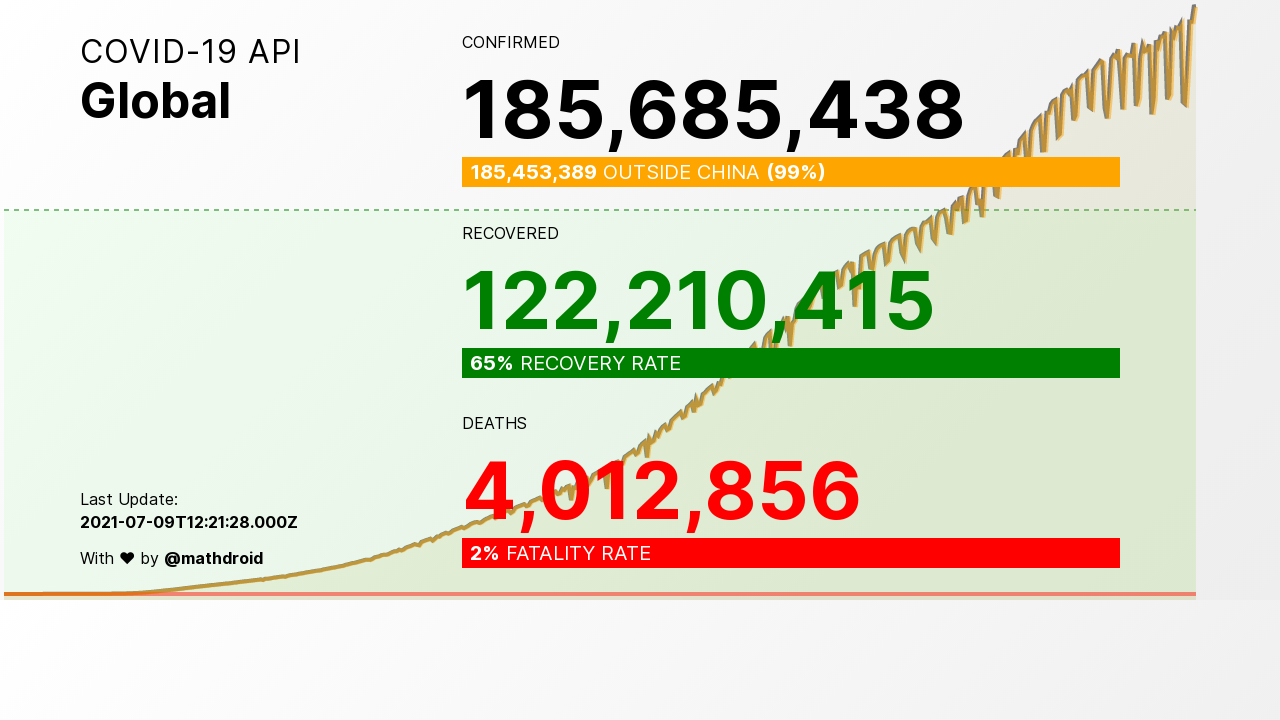 COVID-19 API
Global
CONFIRMED
185,685,438
185,453,389 OUTSIDE CHINA (99%)
RECOVERED
122,210,415
65% RECOVERY RATE
DEATHS
4,012,856
2% FATALITY RATE
Last Update:
2021-07-09T12:21:28.000Z
With ❤ by @mathdroid